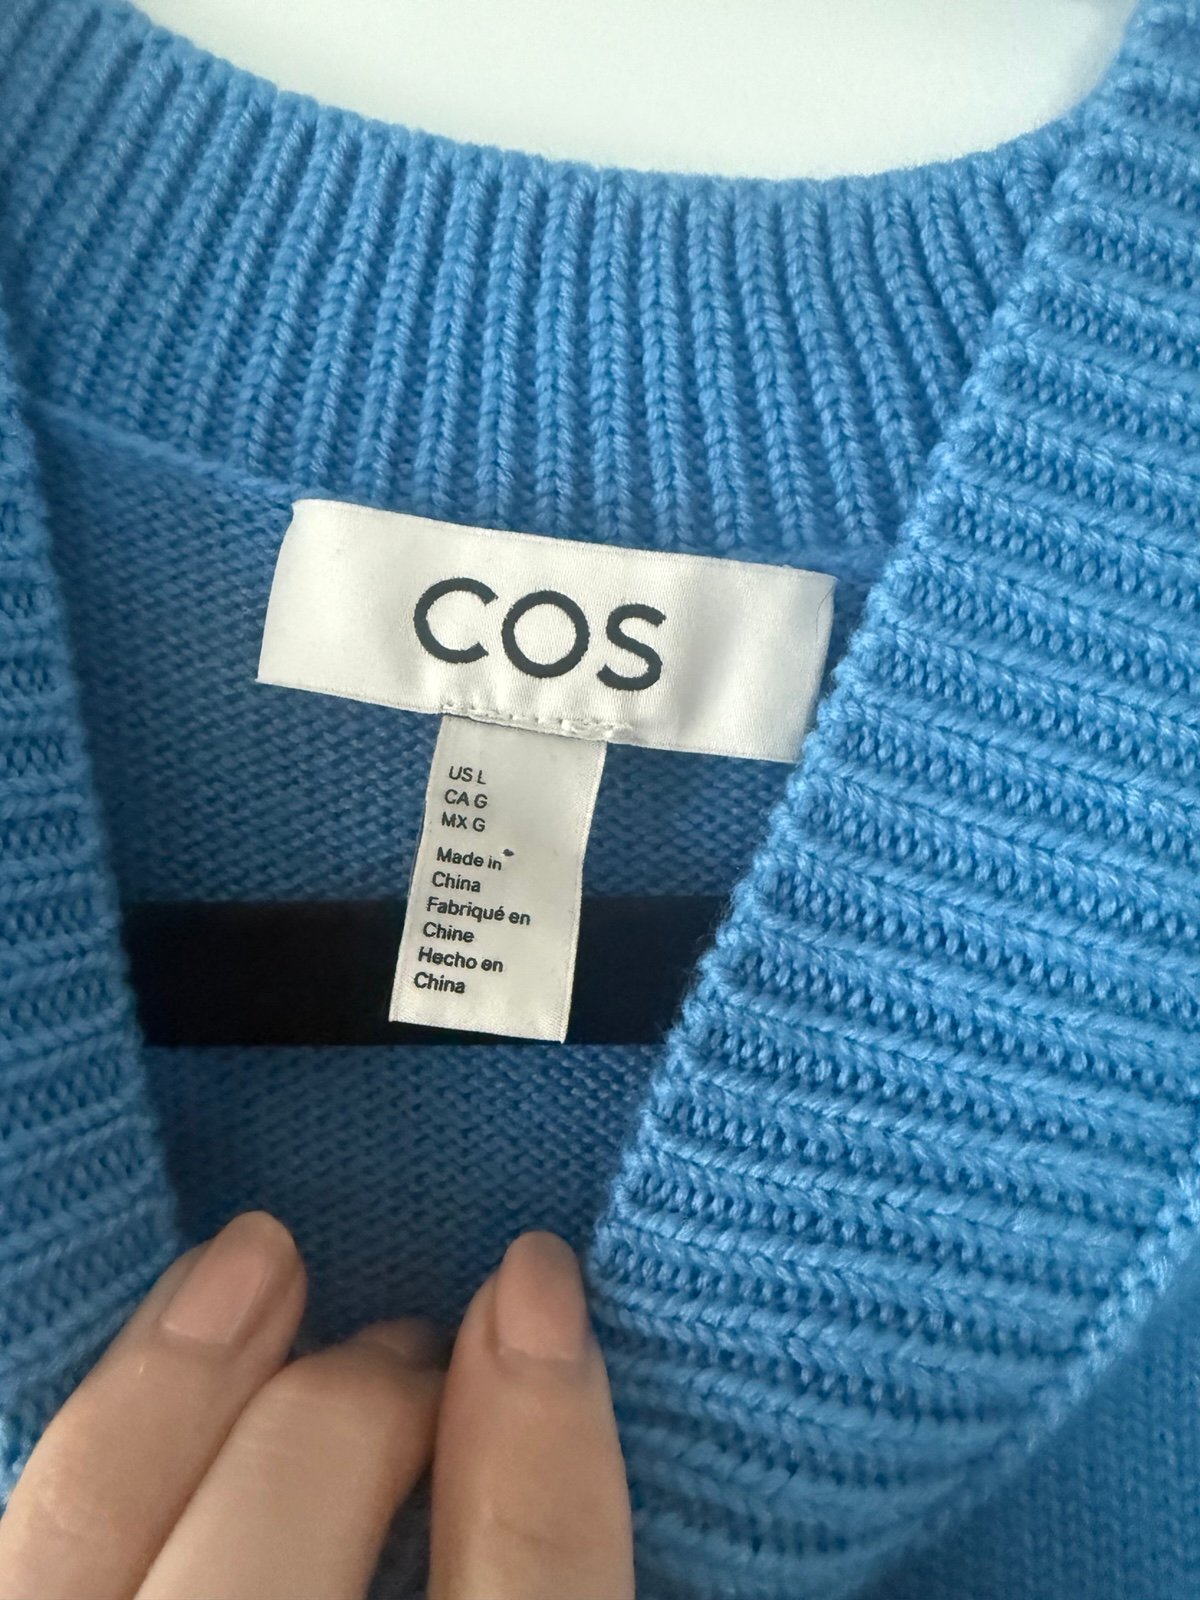 COS
US L
CA G
MX G
Made in
China
Fabriqué en
Chine
Hecho en
China